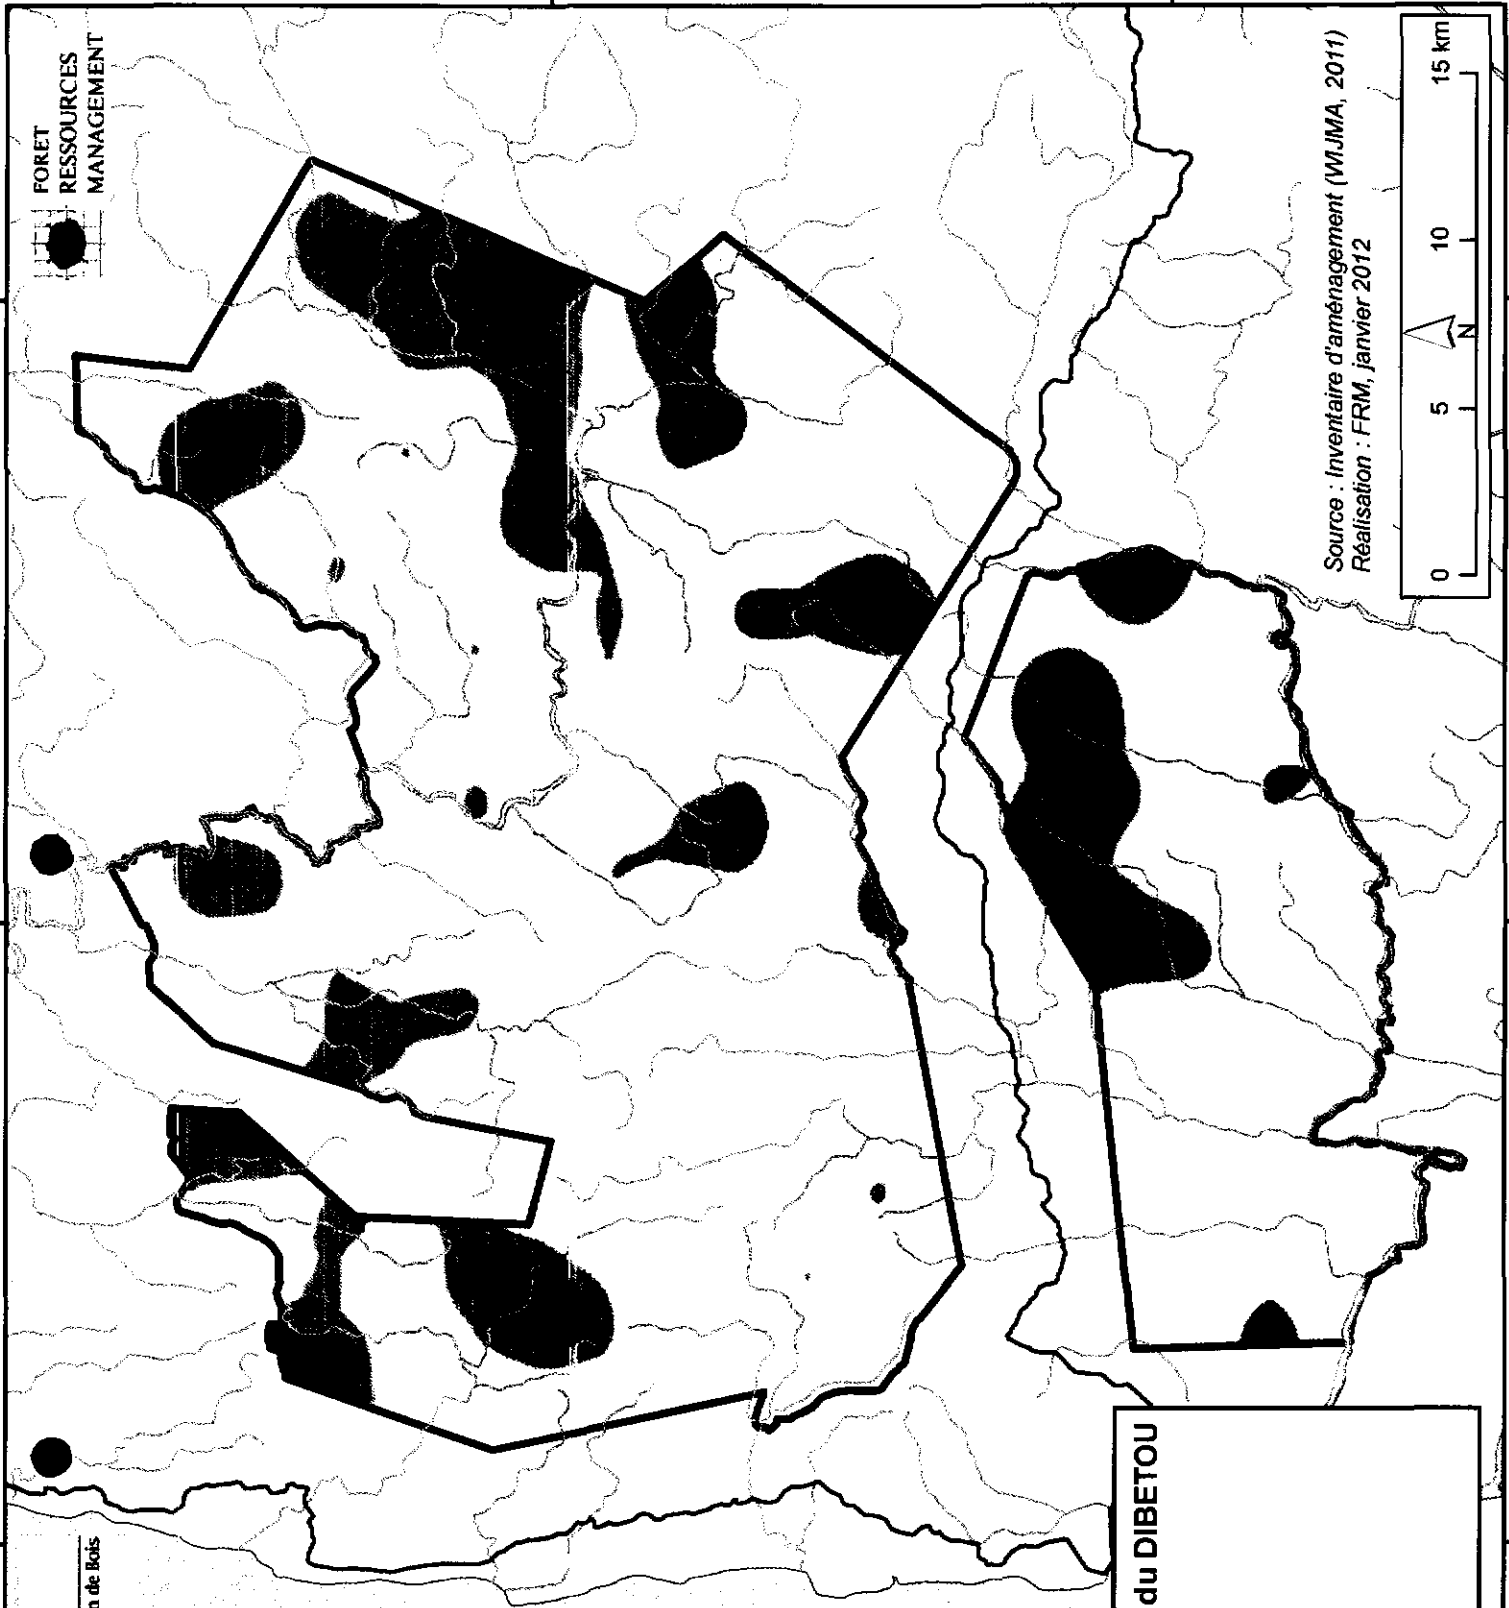 FORET
RESSOURCES
MANAGEMENT
n de Bois
du DIBETOU
Source : Inventaire d'aménagement (WIJMA, 2011)
Réalisation : FRM, janvier 2012
0 5 10 15 km
N